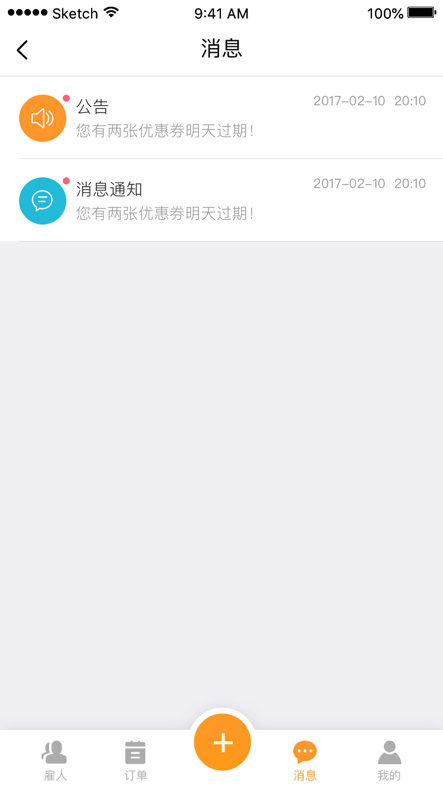 Sketch 9:41 AM 100%
消息
公告 2017-02-10 20:10
您有两张优惠券明天过期!
消息通知 2017-02-10 20:10
您有两张优惠券明天过期!
雇人 订单 消息 我的